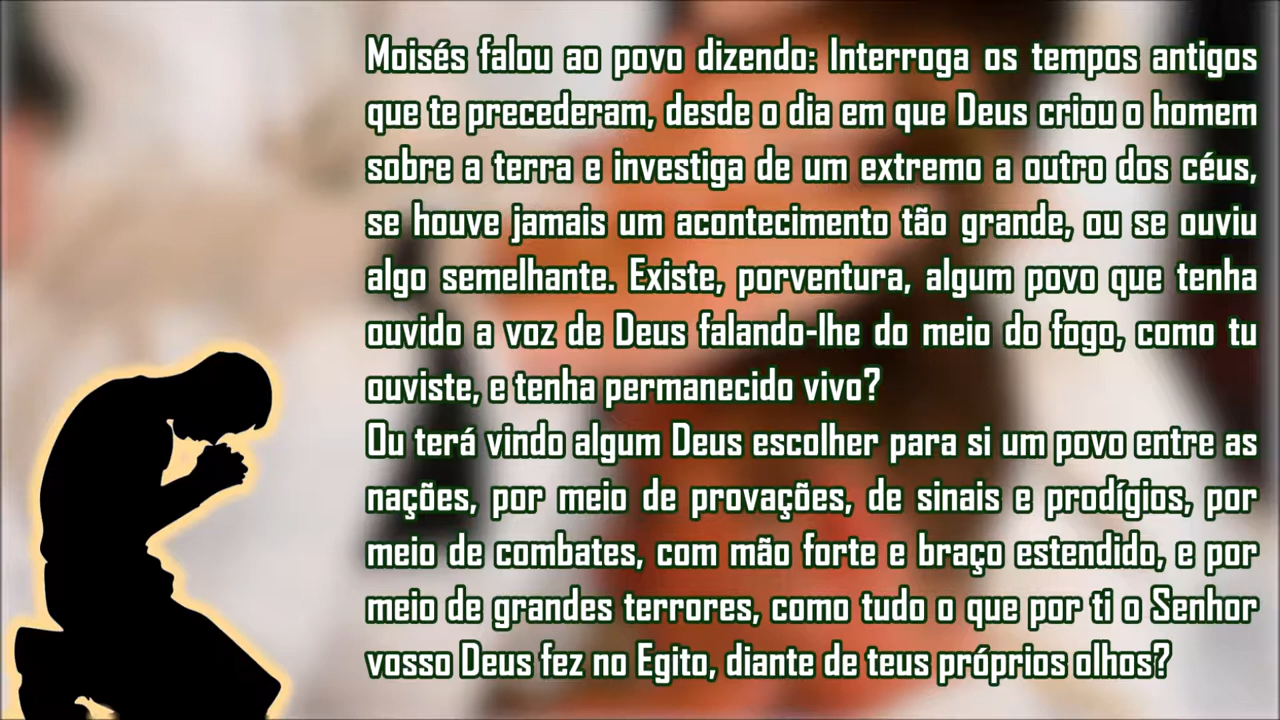 Moisés falou ao povo dizendo: Interroga os tempos antigos
que te precederam, desde o dia em que Deus criou o homem
sobre a terra e investiga de um extremo a outro dos céus,
se houve jamais um acontecimento tão grande, ou se ouviu
algo semelhante. Existe, porventura, algum povo que tenha
ouvido a voz de Deus falando-lhe do meio do fogo, como tu
ouviste, e tenha permanecido vivo?
Ou terá vindo algum Deus escolher para si um povo entre as
nações, por meio de provações, de sinais e prodígios, por
meio de combates, com mão forte e braço estendido, e por
meio de grandes terrores, como tudo o que por ti o Senhor
vosso Deus fez no Egito, diante de teus próprios olhos?